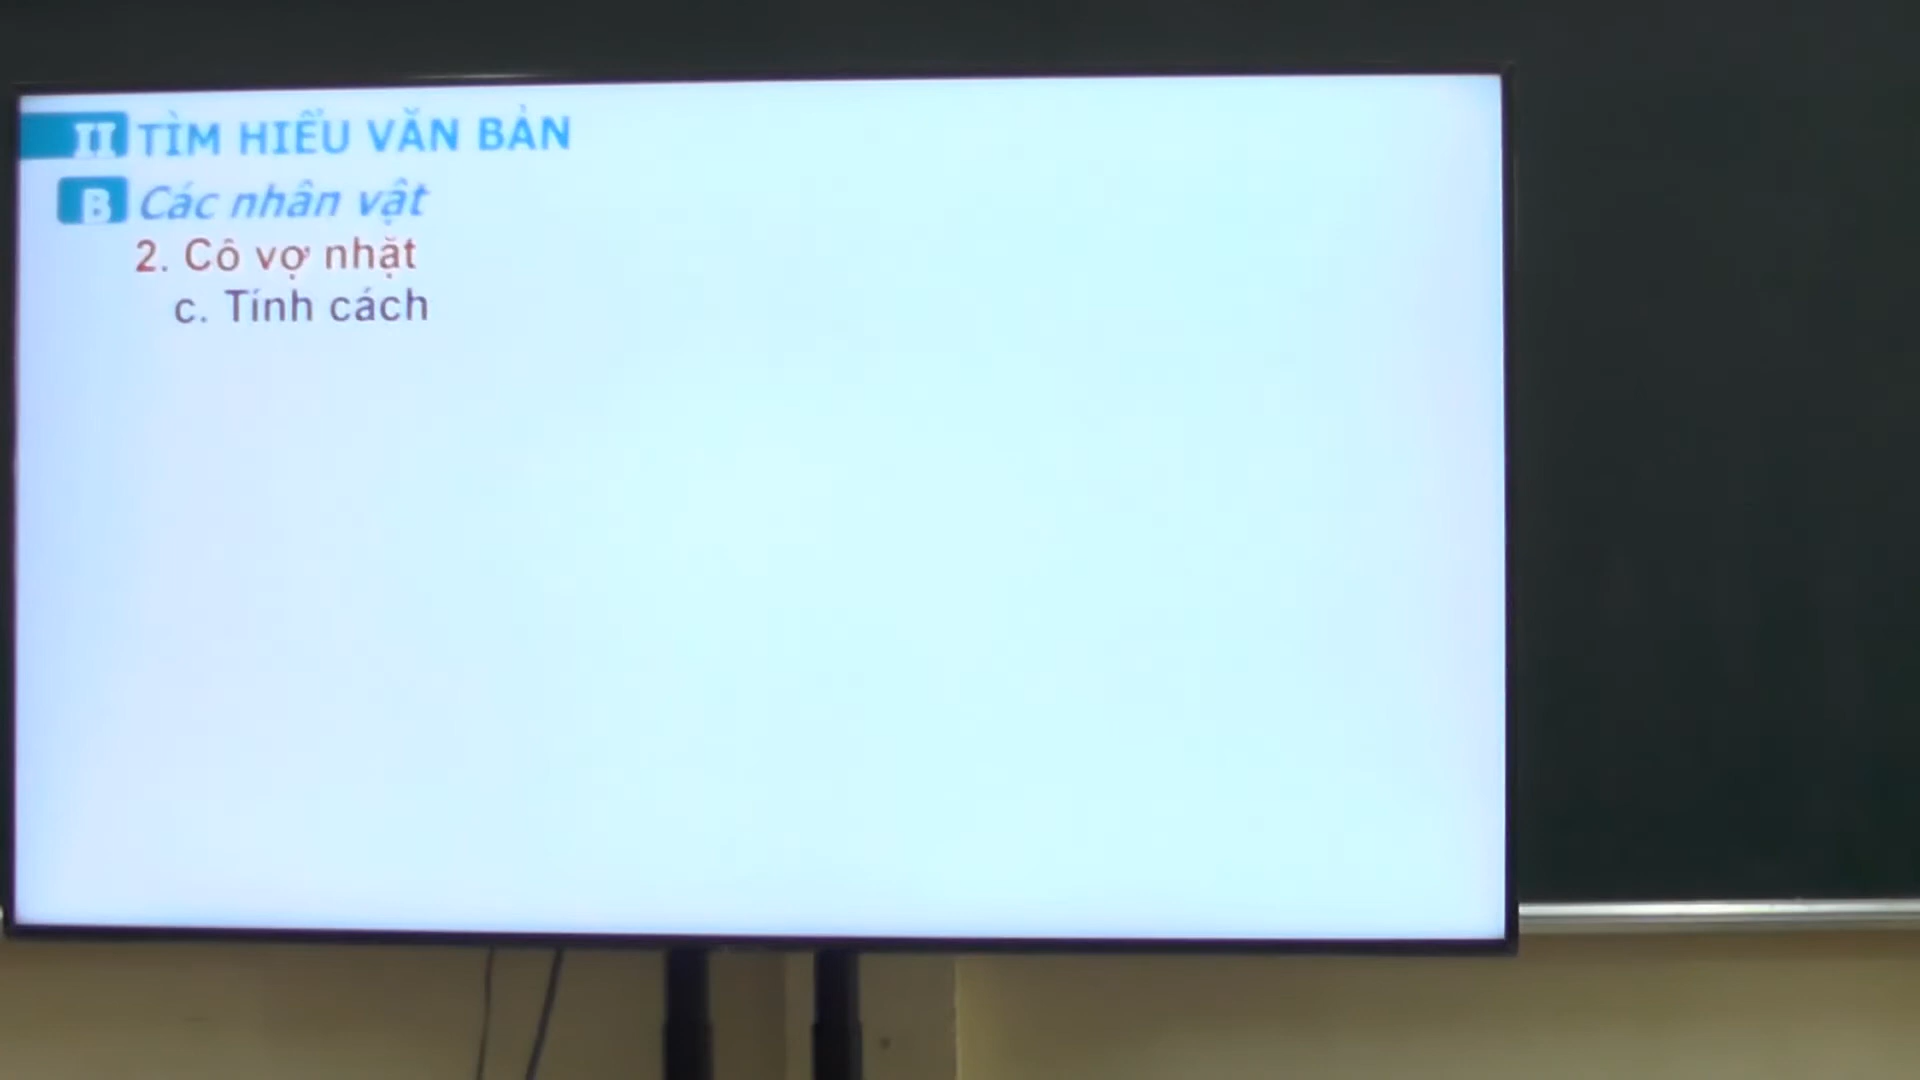 II TÌM HIỂU VĂN BẢN
B Các nhân vật
2. Cô vợ nhặt
c. Tính cách